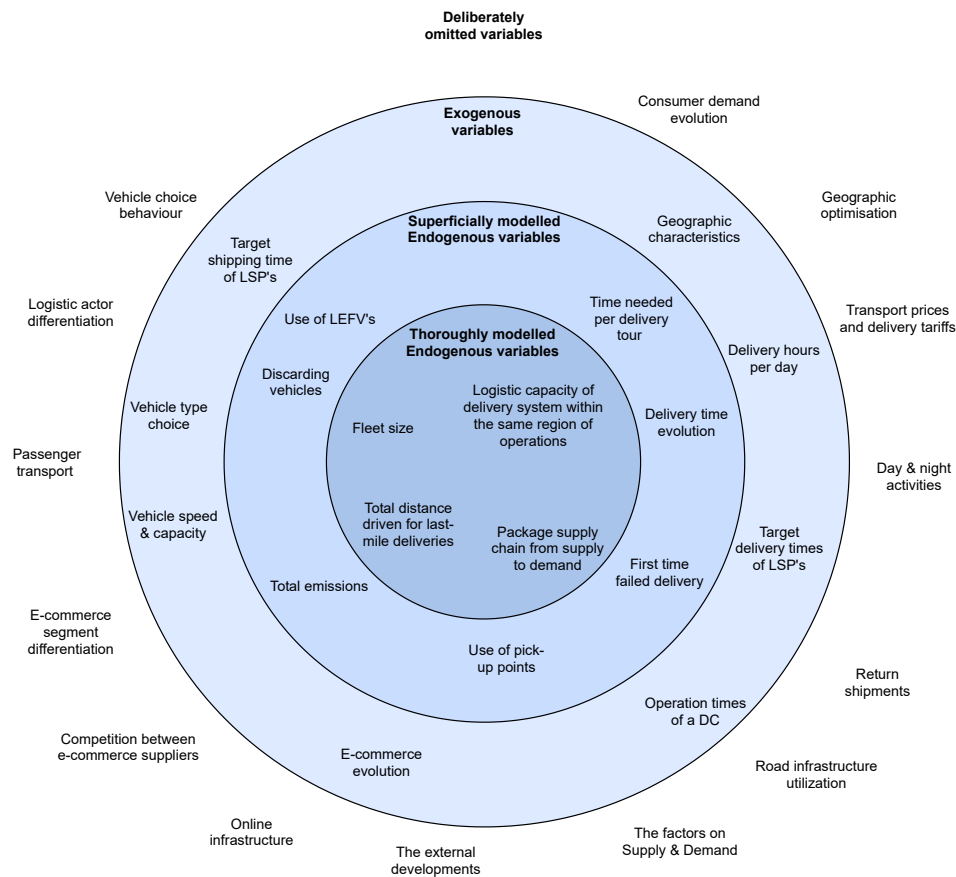 Deliberately
omitted variables
Consumer demand
evolution
Exogenous
variables
Vehicle choice
behaviour
Geographic
optimisation
Superficially modelled
Endogenous variables
Geographic
characteristics
Target
shipping time
of LSP's
Logistic actor
differentiation
Use of LEFV's
Time needed
per delivery
tour
Transport prices
and delivery tariffs
Thoroughly modelled
Endogenous variables
Delivery hours
per day
Discarding
vehicles
Logistic capacity of
delivery system within
the same region of
operations
Vehicle type
choice
Fleet size
Delivery time
evolution
Passenger
transport
Day & night
activities
Vehicle speed
& capacity
Total distance
driven for last-
mile deliveries
Package supply
chain from supply
to demand
Target
delivery times
of LSP's
Total emissions
First time
failed delivery
E-commerce
segment
differentiation
Use of pick-
up points
Return
shipments
Operation times
of a DC
Competition between
e-commerce suppliers
E-commerce
evolution
Road infrastructure
utilization
Online
infrastructure
The external
developments
The factors on
Supply & Demand